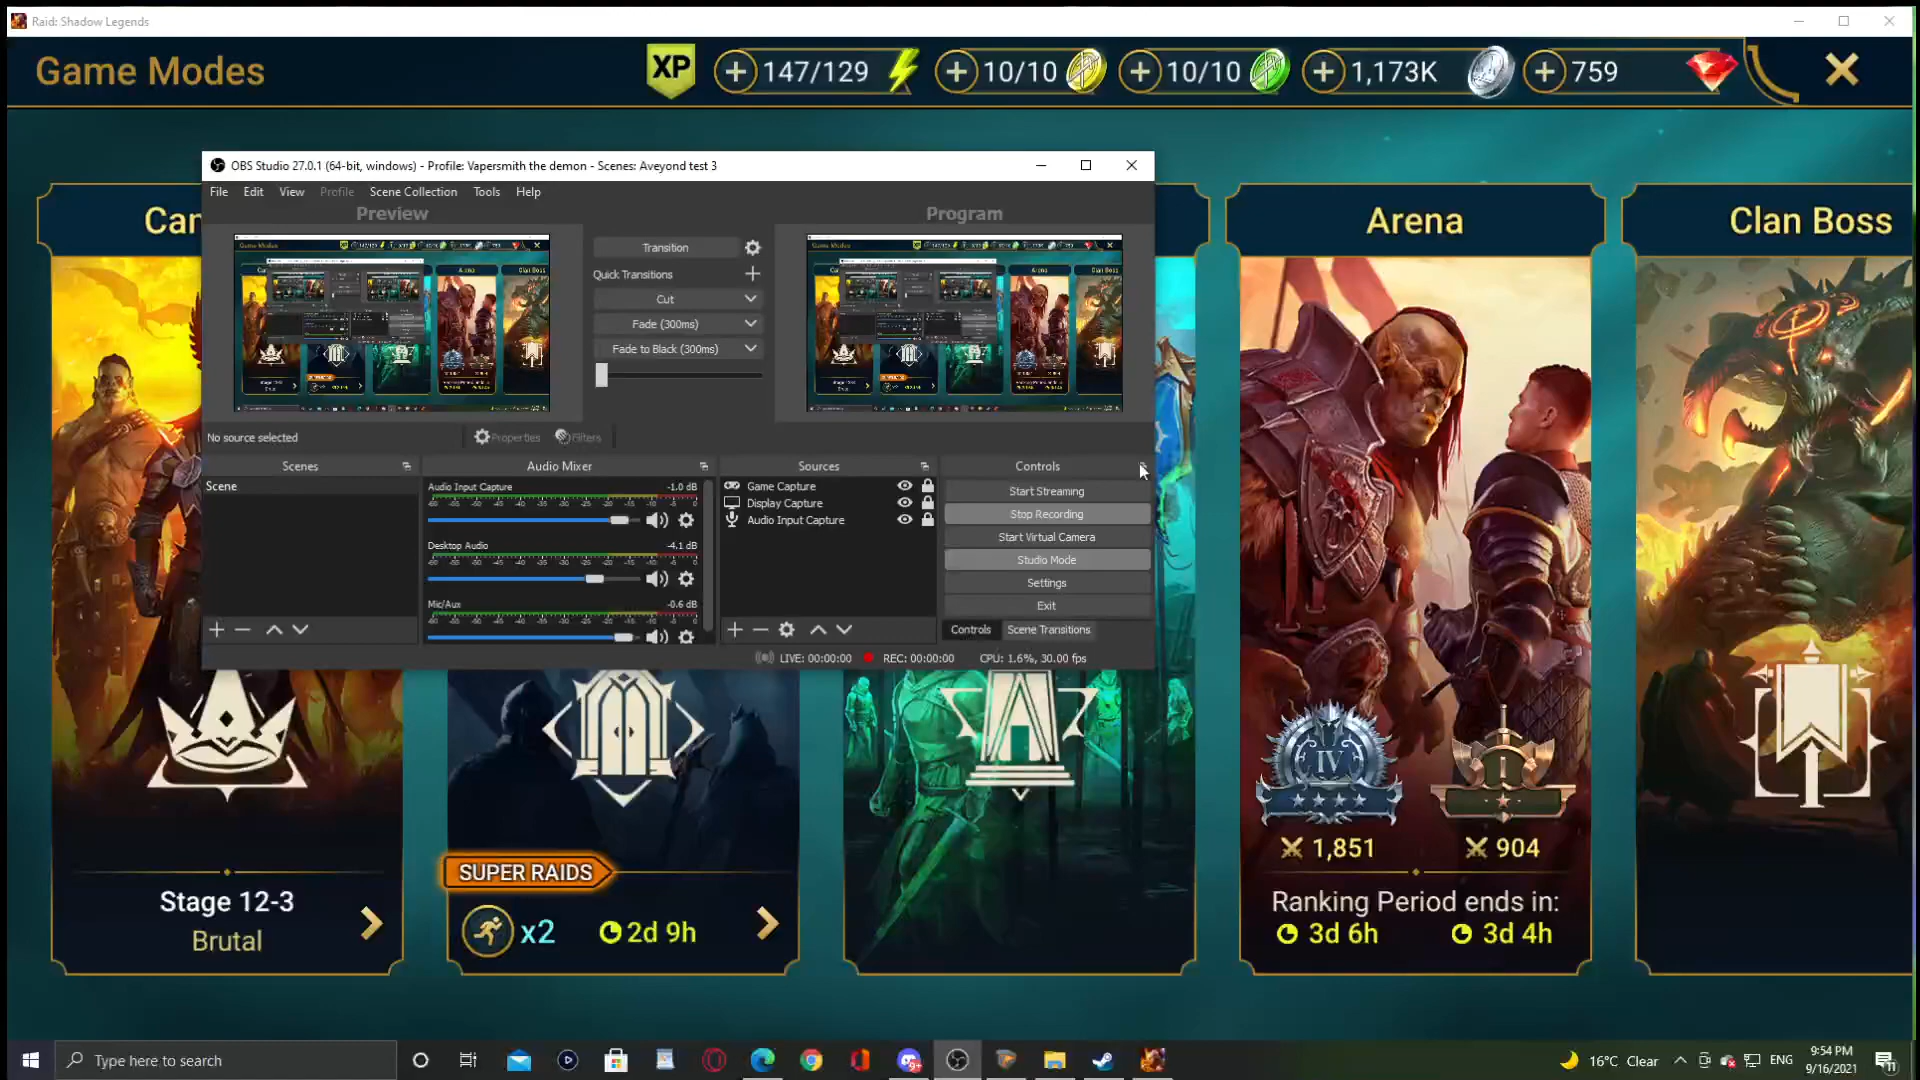 Raid: Shadow Legends
Game Modes
XP
147/129
10/10
10/10
1,173K
759
OBS Studio 27.0.1 (64-bit, windows) - Profile: Vapersmith the demon - Scenes: Aveyond test 3
File Edit View Profile Scene Collection Tools Help
Preview
Program
Transition
Quick Transitions
Cut
Fade (300ms)
Fade to Black (300ms)
No source selected
Properties
Filters
Scenes
Scene
Audio Mixer
Audio Input Capture -1.0 dB
Desktop Audio -4.1 dB
Mic/Aux -0.6 dB
Sources
Game Capture
Display Capture
Audio Input Capture
Controls
Start Streaming
Stop Recording
Start Virtual Camera
Studio Mode
Settings
Exit
Controls Scene Transitions
LIVE: 00:00:00 REC: 00:00:00 CPU: 1.6%, 30.00 fps
Arena
Clan Boss
Stage 12-3
Brutal
SUPER RAIDS
x2
2d 9h
IV
I
1,851
904
Ranking Period ends in:
3d 6h
3d 4h
Type here to search
16°C Clear
ENG
9:54 PM
9/16/2021